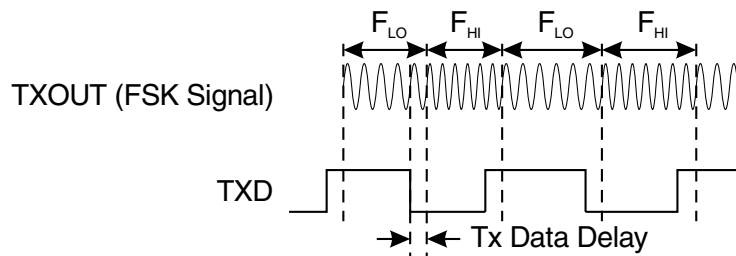 F_LO F_HI F_LO F_HI
TXOUT (FSK Signal)
TXD
Tx Data Delay